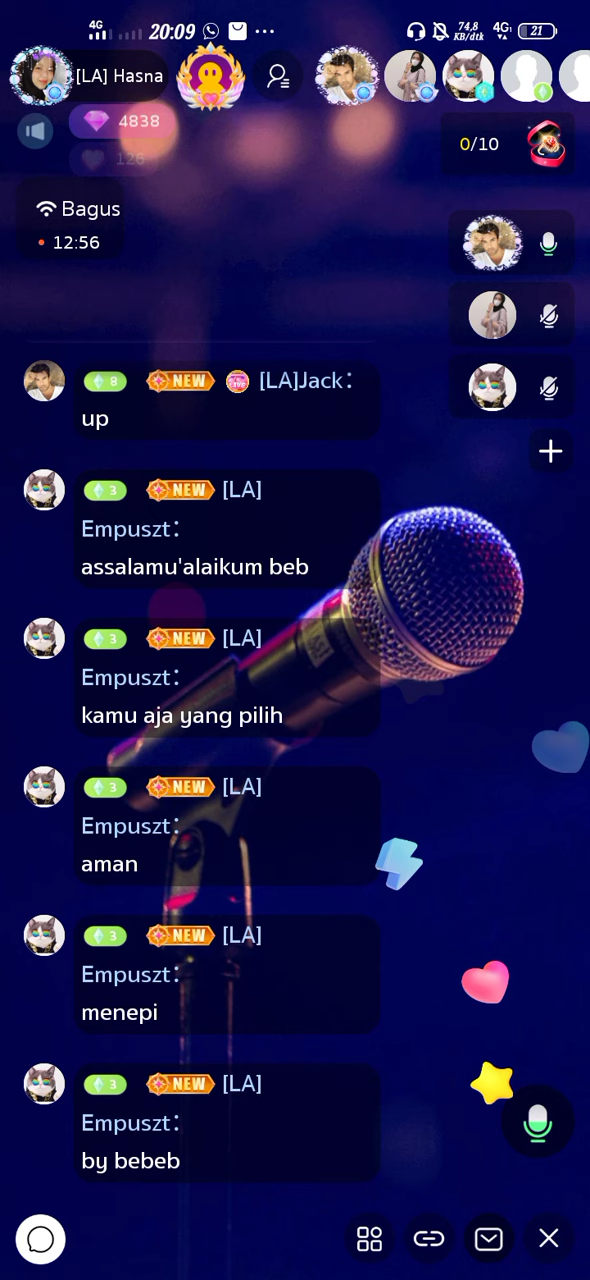 4G
20:09
74,8
KB/dtk
4G
21
[LA] Hasna
4838
126
0/10
Bagus
12:56
8 NEW [LA]Jack:
up
3 NEW [LA]
Empuszt:
assalamu'alaikum beb
3 NEW [LA]
Empuszt:
kamu aja yang pilih
3 NEW [LA]
Empuszt:
aman
3 NEW [LA]
Empuszt:
menepi
3 NEW [LA]
Empuszt:
by bebeb